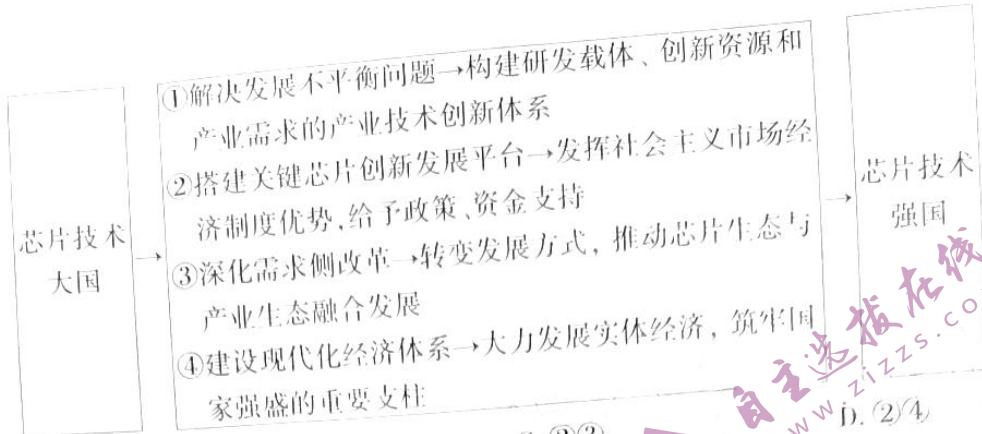 ①解决发展不平衡问题→构建研发载体、创新资源和
产业需求的产业技术创新体系
②搭建关键芯片创新发展平台→发挥社会主义市场经
济制度优势,给予政策、资金支持
③深化需求侧改革→转变发展方式，推动芯片生态与
产业生态融合发展
④建设现代化经济体系→大力发展实体经济，筑牢国
家强盛的重要支柱
芯片技术
大国
→
→
芯片技术
强国
自主选拔在线
www.zizzs.co
D. ②④